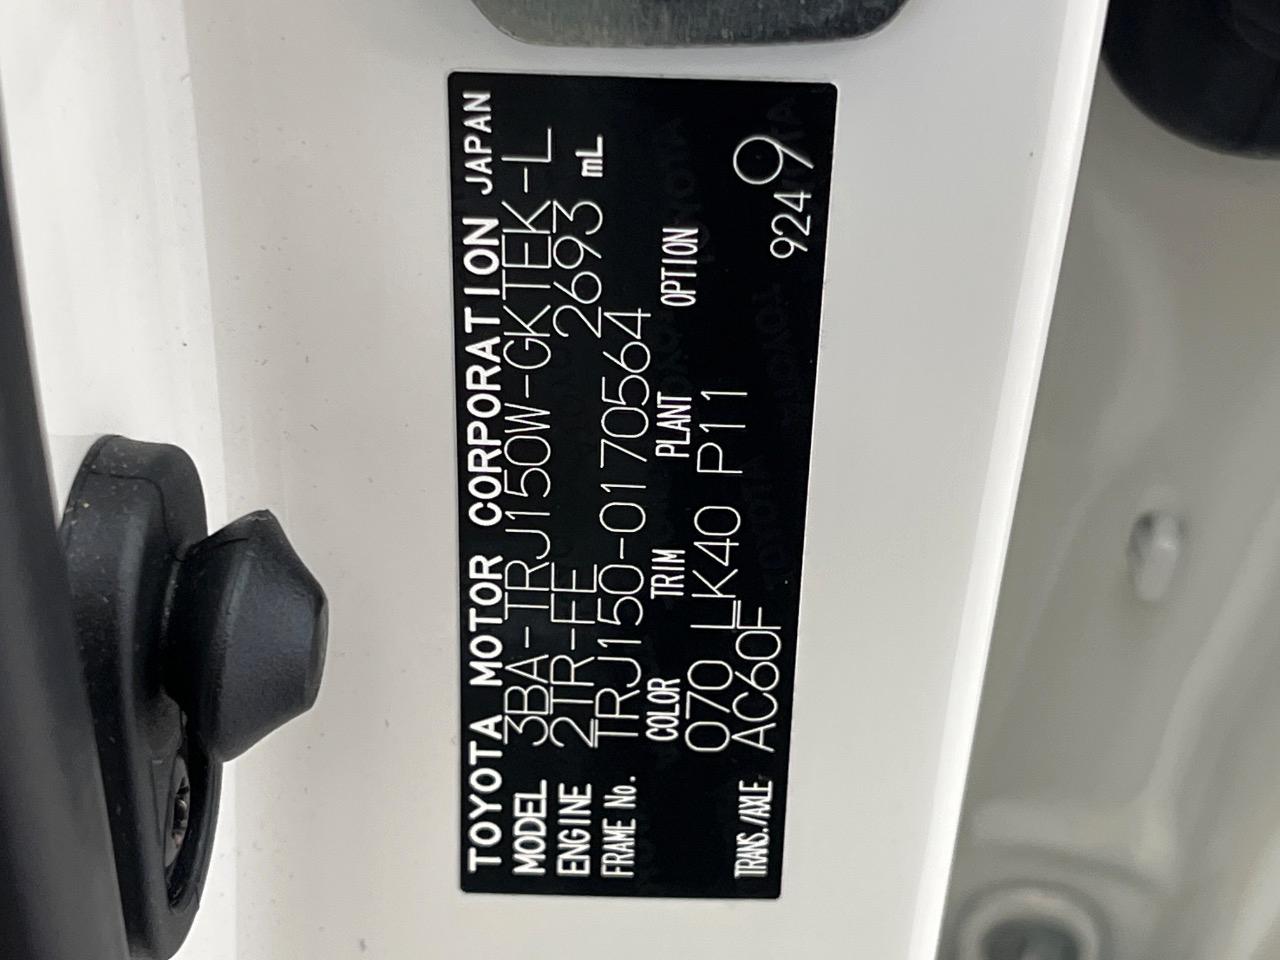 TOYOTA MOTOR CORPORATION JAPAN
MODEL 3BA-TRJ150W-GKTEK-L
ENGINE 2TR-FE 2693 mL
FRAME No. TRJ150-0170564
COLOR TRIM PLANT OPTION
070 LK40 P11
TRANS./AXLE AC60F
9249